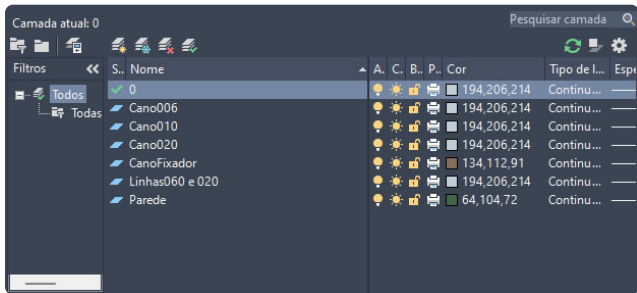 Camada atual: 0
Pesquisar camada
Filtros
S.. Nome A. C. B.. P.. Cor Tipo de l... Espe
Todos
Todas
0 194,206,214 Continu...
Cano006 194,206,214 Continu...
Cano010 194,206,214 Continu...
Cano020 194,206,214 Continu...
CanoFixador 134,112,91 Continu...
Linhas060 e 020 194,206,214 Continu...
Parede 64,104,72 Continu...